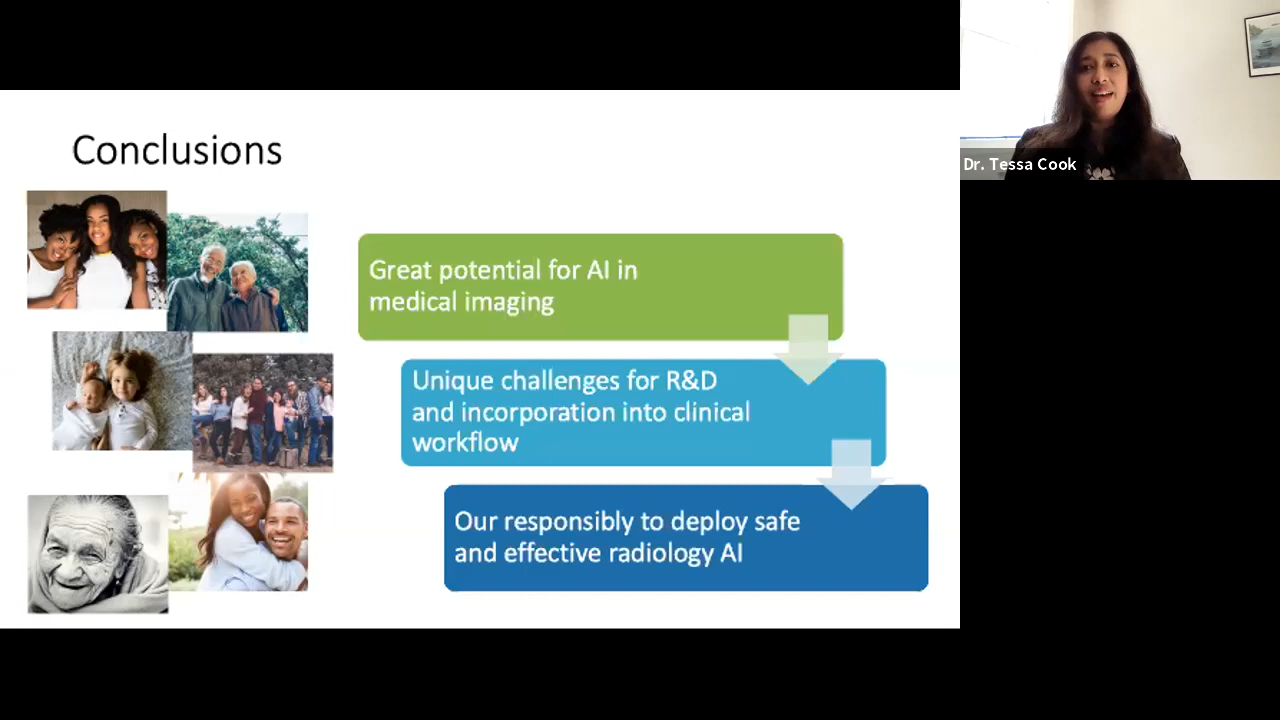 Conclusions
Great potential for AI in
medical imaging
Unique challenges for R&D
and incorporation into clinical
workflow
Our responsibly to deploy safe
and effective radiology AI
Dr. Tessa Cook